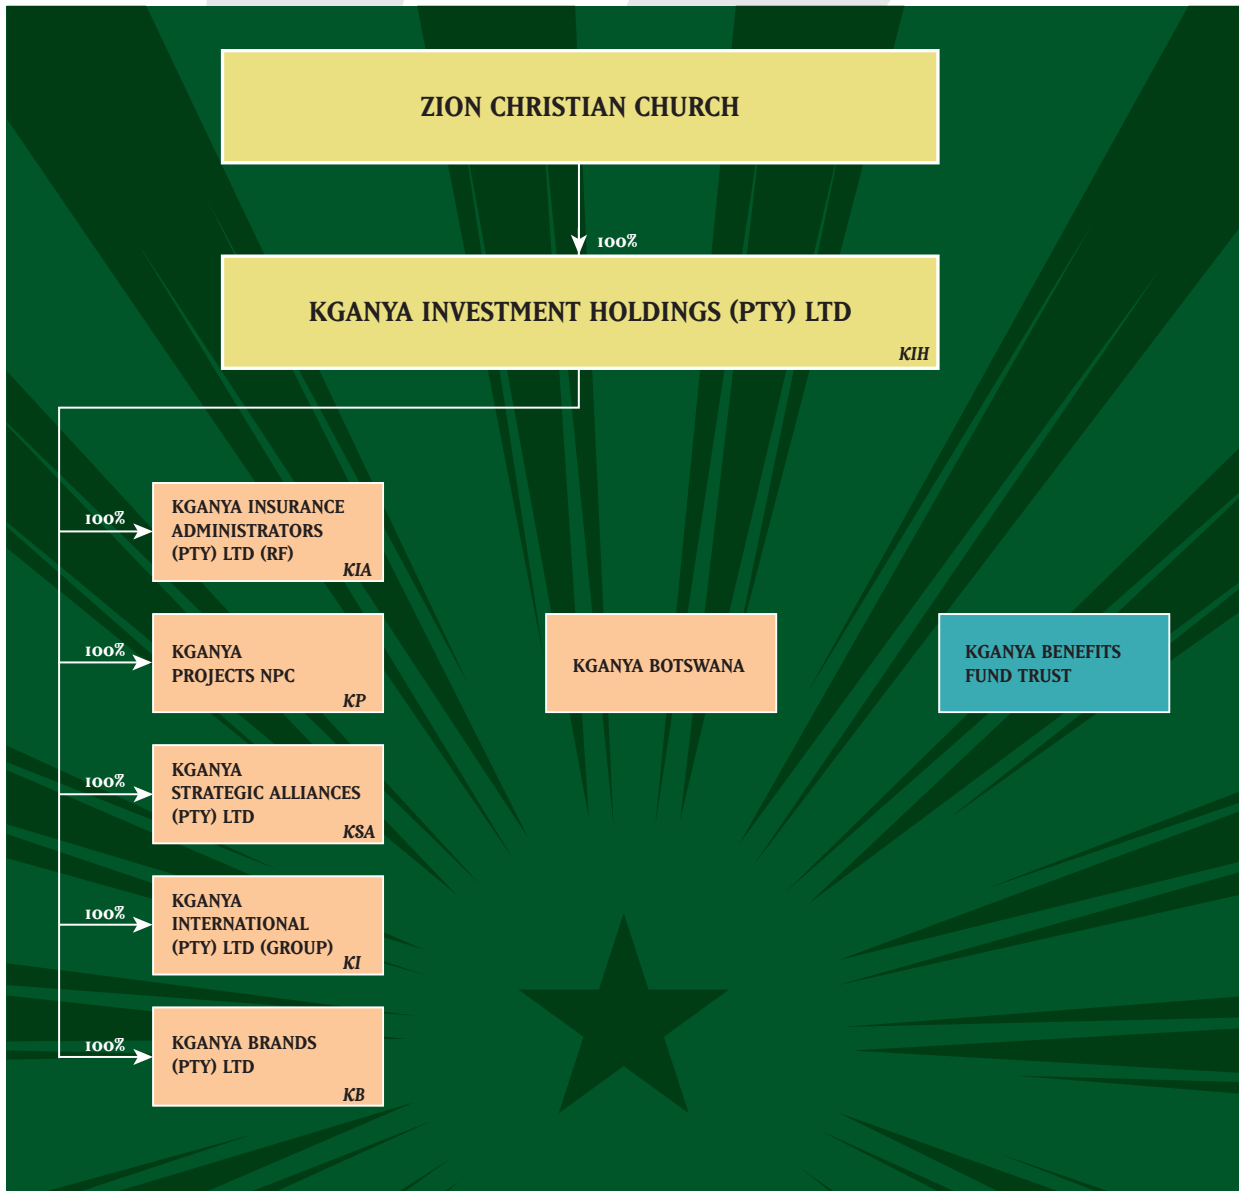 ZION CHRISTIAN CHURCH
100%
KGANYA INVESTMENT HOLDINGS (PTY) LTD
KIH
100%
KGANYA INSURANCE
ADMINISTRATORS
(PTY) LTD (RF)
KIA
100%
KGANYA
PROJECTS NPC
KP
KGANYA BOTSWANA
KGANYA BENEFITS
FUND TRUST
100%
KGANYA
STRATEGIC ALLIANCES
(PTY) LTD
KSA
100%
KGANYA
INTERNATIONAL
(PTY) LTD (GROUP)
KI
100%
KGANYA BRANDS
(PTY) LTD
KB